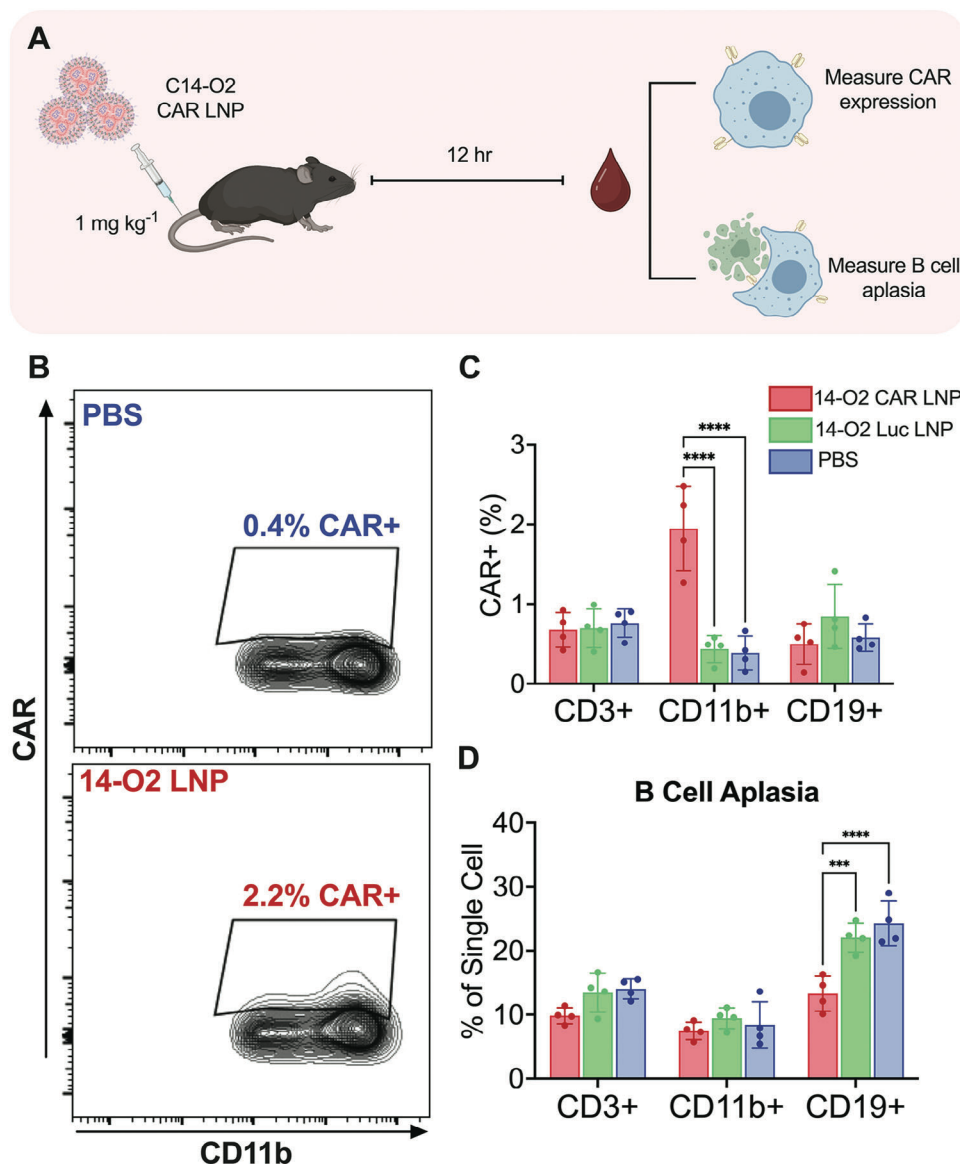 A
C14-O2
CAR LNP
1 mg kg⁻¹
12 hr
Measure CAR
expression
Measure B cell
aplasia
B
PBS
0.4% CAR+
14-O2 LNP
2.2% CAR+
CAR
CD11b
C
14-O2 CAR LNP
14-O2 Luc LNP
PBS
CAR+ (%)
3
2
1
0
****
****
CD3+
CD11b+
CD19+
D
B Cell Aplasia
% of Single Cell
40
30
20
10
0
****
***
CD3+
CD11b+
CD19+